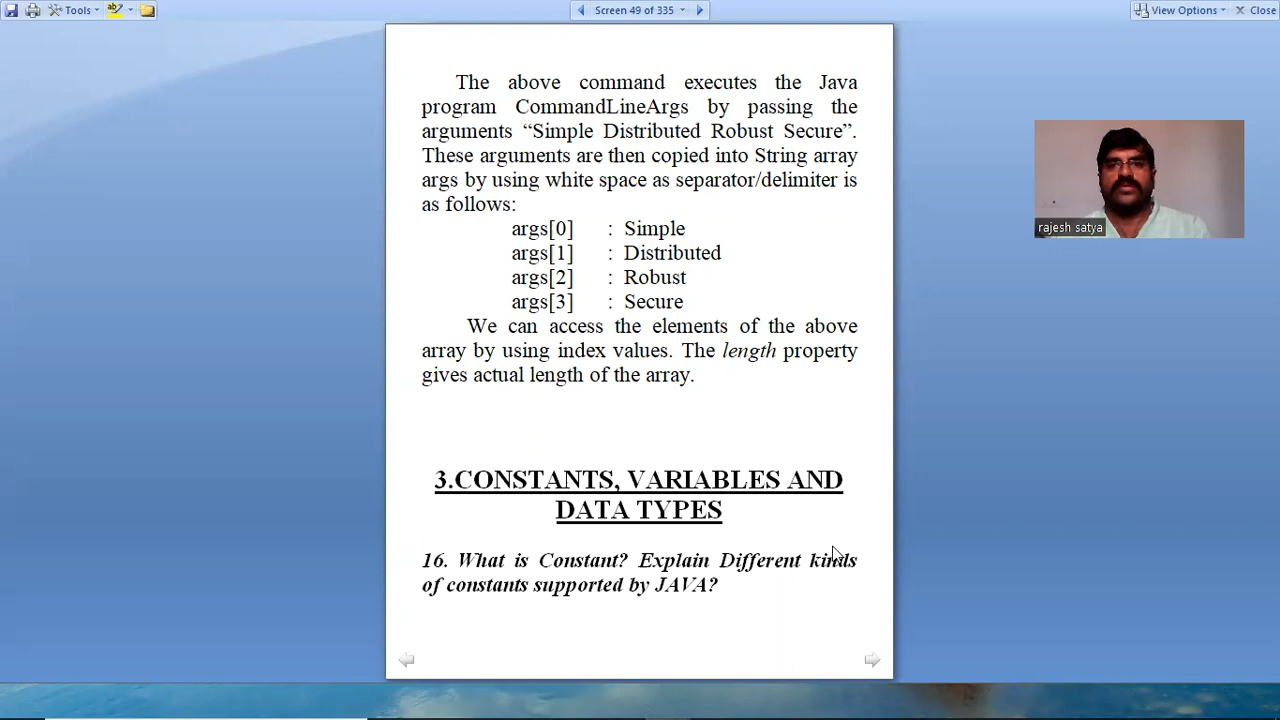 Tools
Screen 49 of 335
View Options
Close
The above command executes the Java
program CommandLineArgs by passing the
arguments “Simple Distributed Robust Secure”.
These arguments are then copied into String array
args by using white space as separator/delimiter is
as follows:
args[0] : Simple
args[1] : Distributed
args[2] : Robust
args[3] : Secure
We can access the elements of the above
array by using index values. The length property
gives actual length of the array.
3.CONSTANTS, VARIABLES AND
DATA TYPES
16. What is Constant? Explain Different kinds
of constants supported by JAVA?
rajesh satya